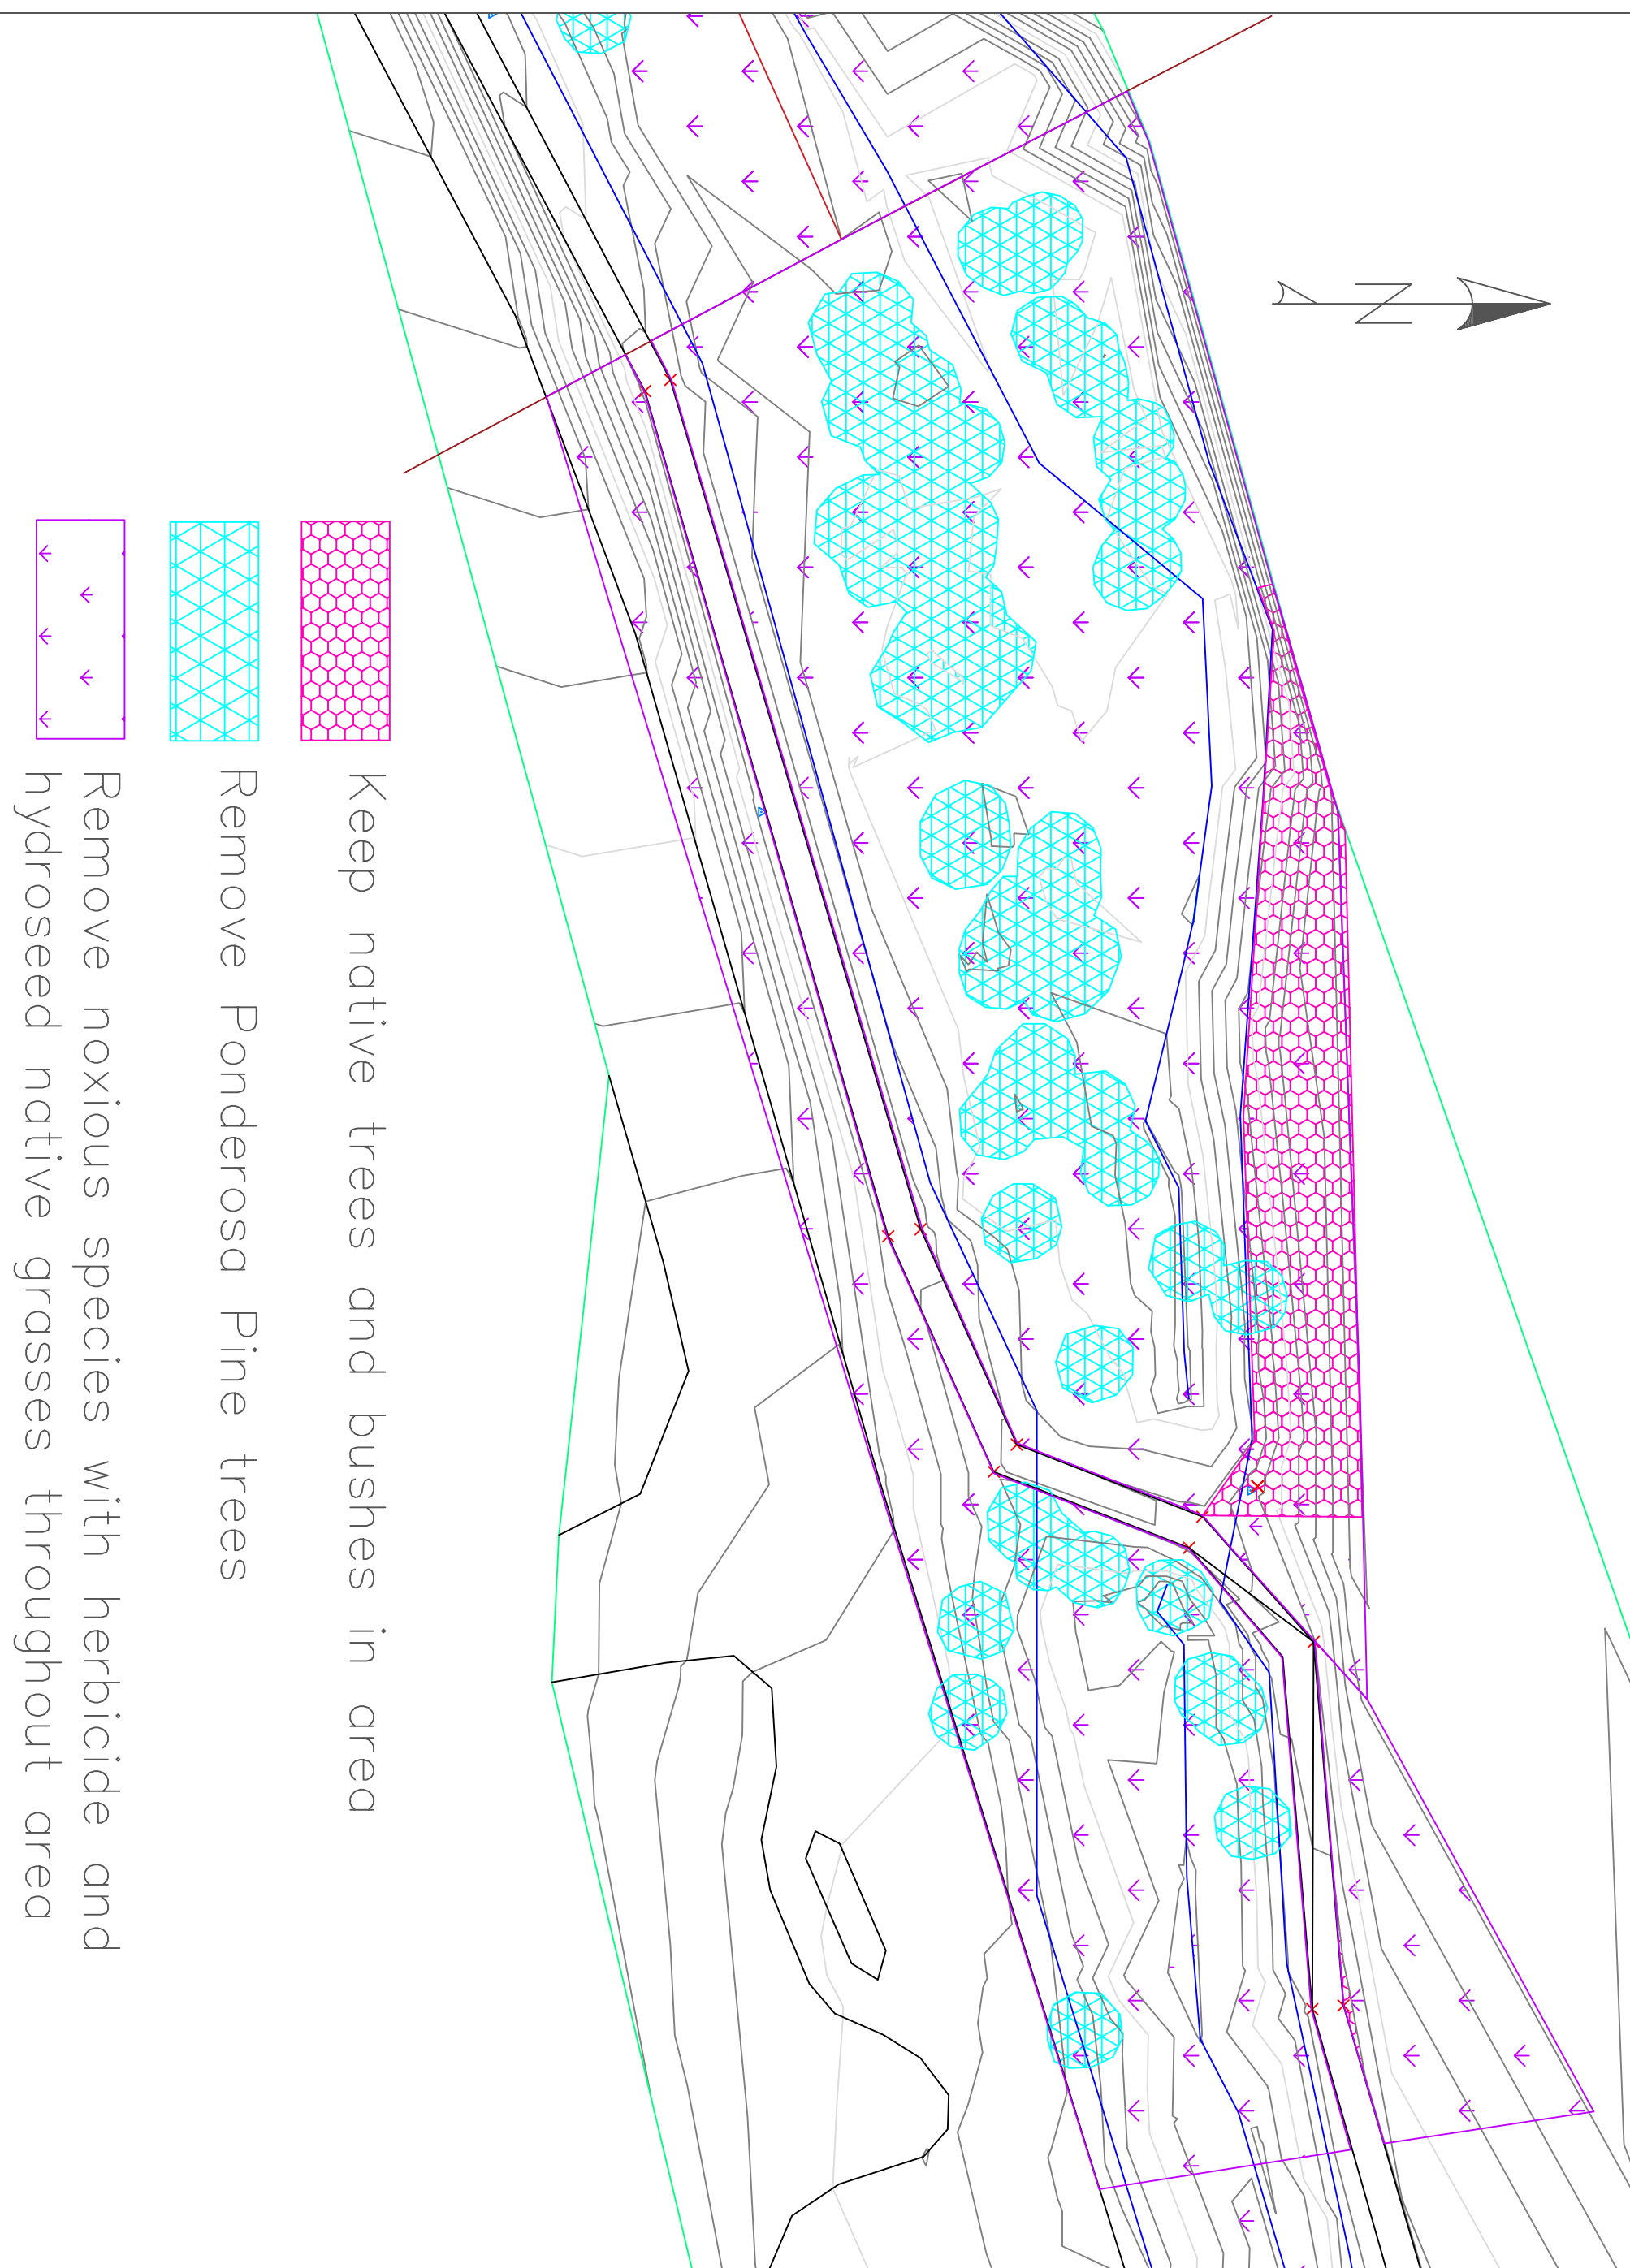 Keep native trees and bushes in area
Remove Ponderosa Pine trees
Remove noxious species with herbicide and
hydroseed native grasses throughout area
N